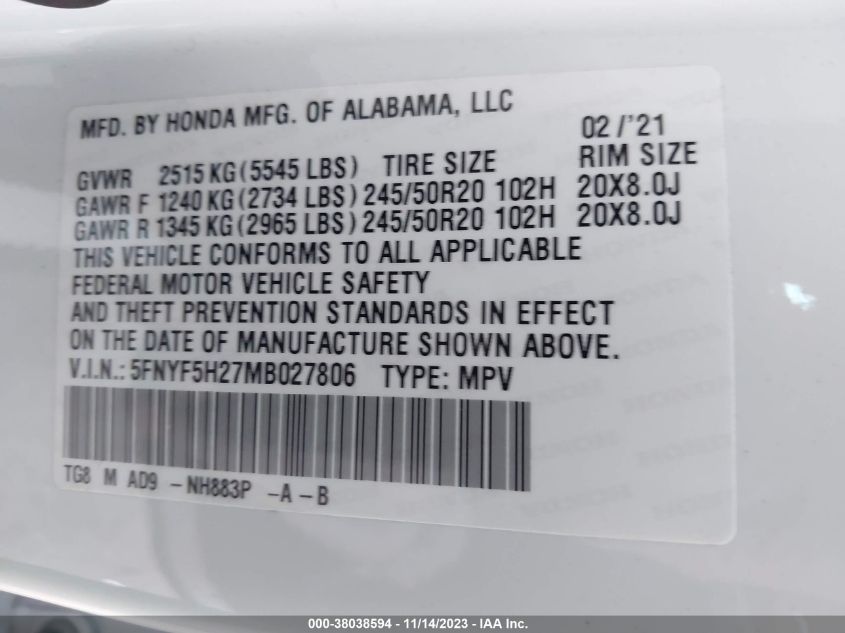 MFD. BY HONDA MFG. OF ALABAMA, LLC 02/'21
GVWR 2515 KG (5545 LBS) TIRE SIZE RIM SIZE
GAWR F 1240 KG (2734 LBS) 245/50R20 102H 20X8.0J
GAWR R 1345 KG (2965 LBS) 245/50R20 102H 20X8.0J
THIS VEHICLE CONFORMS TO ALL APPLICABLE
FEDERAL MOTOR VEHICLE SAFETY
AND THEFT PREVENTION STANDARDS IN EFFECT
ON THE DATE OF MANUFACTURE SHOWN ABOVE.
V.I.N.: 5FNYF5H27MB027806 TYPE: MPV
TG8 M AD9 -NH883P -A -B
000-38038594 - 11/14/2023 - IAA Inc.